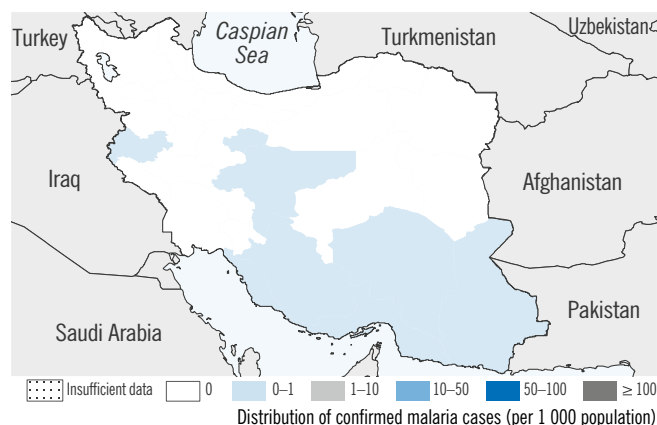 Turkey
Caspian
Sea
Turkmenistan
Uzbekistan
Iraq
Afghanistan
Pakistan
Saudi Arabia
Insufficient data 0 0–1 1–10 10–50 50–100 ≥ 100
Distribution of confirmed malaria cases (per 1 000 population)